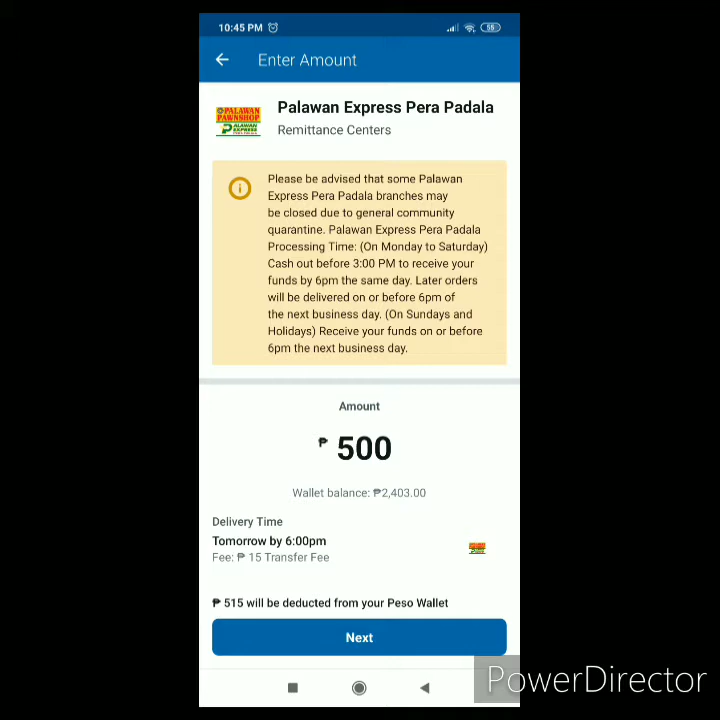 10:45 PM
55
Enter Amount
PALAWAN
PAWNSHOP
PALAWAN
EXPRESS
PERA PADALA
Palawan Express Pera Padala
Remittance Centers
Please be advised that some Palawan
Express Pera Padala branches may
be closed due to general community
quarantine. Palawan Express Pera Padala
Processing Time: (On Monday to Saturday)
Cash out before 3:00 PM to receive your
funds by 6pm the same day. Later orders
will be delivered on or before 6pm of
the next business day. (On Sundays and
Holidays) Receive your funds on or before
6pm the next business day.
Amount
₱ 500
Wallet balance: ₱2,403.00
Delivery Time
Tomorrow by 6:00pm
Fee: ₱ 15 Transfer Fee
₱ 515 will be deducted from your Peso Wallet
Next
PowerDirector